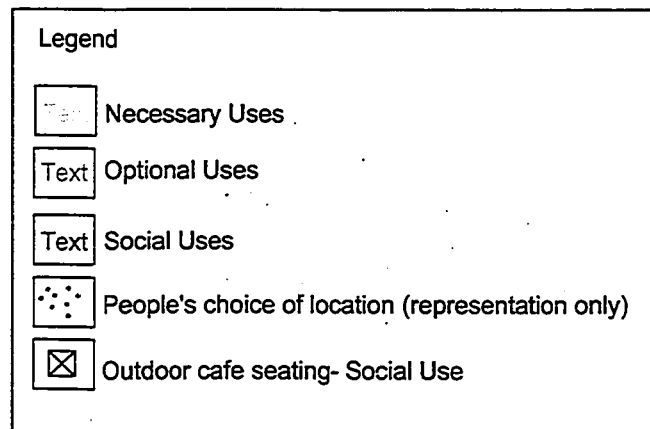 Legend
Text Necessary Uses
Text Optional Uses
Text Social Uses
People's choice of location (representation only)
Outdoor cafe seating- Social Use